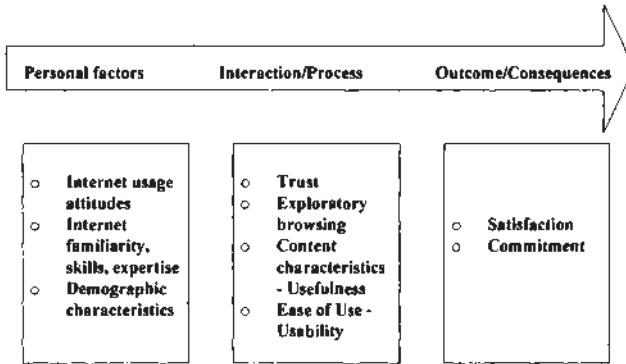 Personal factors Interaction/Process Outcome/Consequences
o Internet usage
attitudes
o Internet
familiarity,
skills, expertise
o Demographic
characteristics
o Trust
o Exploratory
browsing
o Content
characteristics
- Usefulness
o Ease of Use -
Usability
o Satisfaction
o Commitment